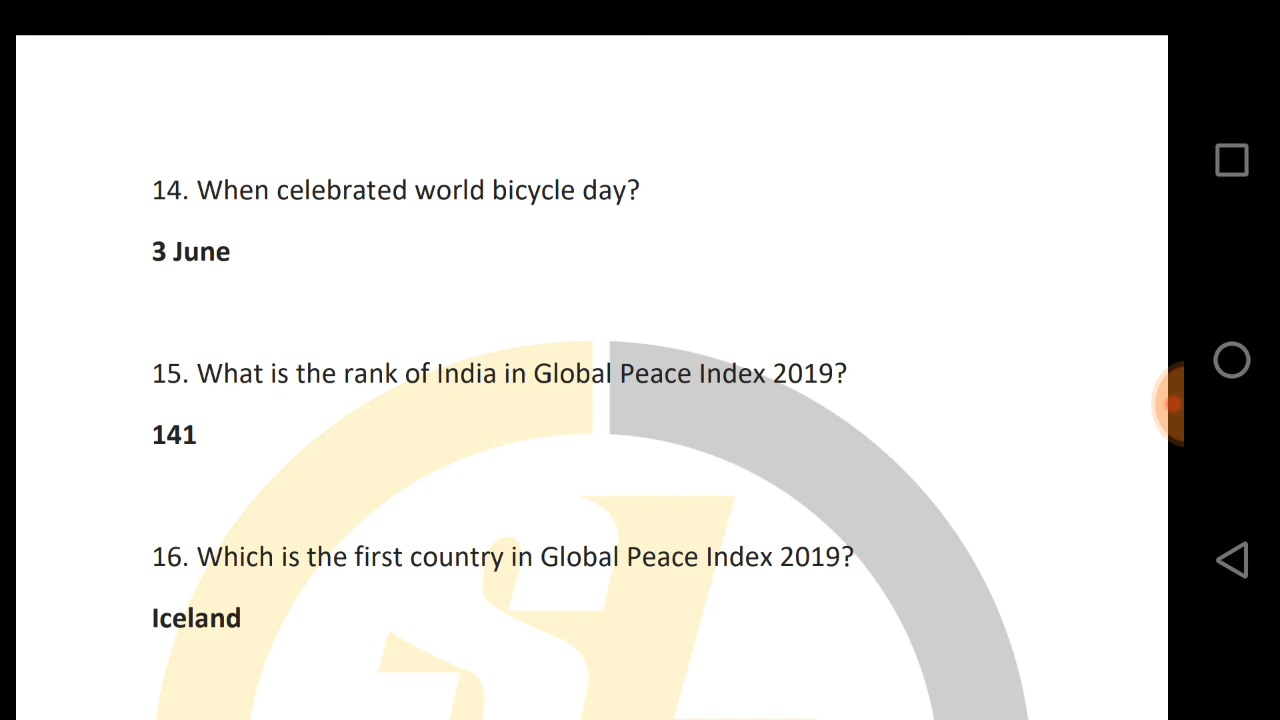 14. When celebrated world bicycle day?
3 June
15. What is the rank of India in Global Peace Index 2019?
141
16. Which is the first country in Global Peace Index 2019?
Iceland